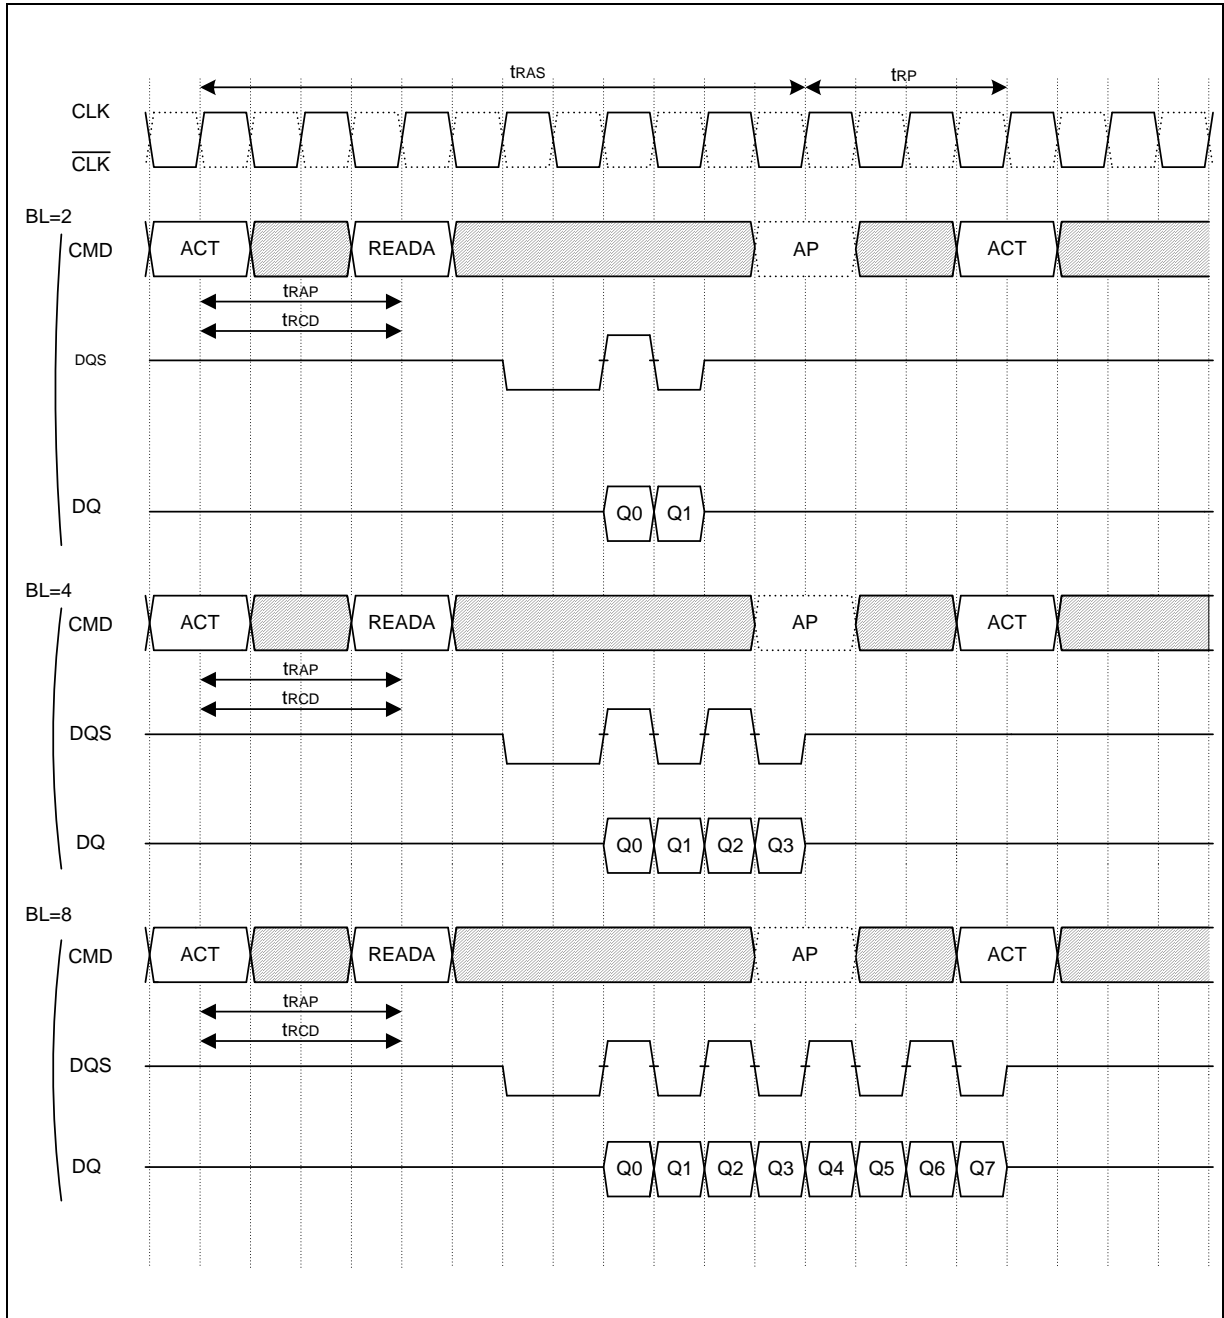 tRAS
tRP
CLK
CLK
BL=2
CMD
ACT
READA
AP
ACT
tRAP
tRCD
DQS
DQ
Q0
Q1
BL=4
CMD
ACT
READA
AP
ACT
tRAP
tRCD
DQS
DQ
Q0
Q1
Q2
Q3
BL=8
CMD
ACT
READA
AP
ACT
tRAP
tRCD
DQS
DQ
Q0
Q1
Q2
Q3
Q4
Q5
Q6
Q7